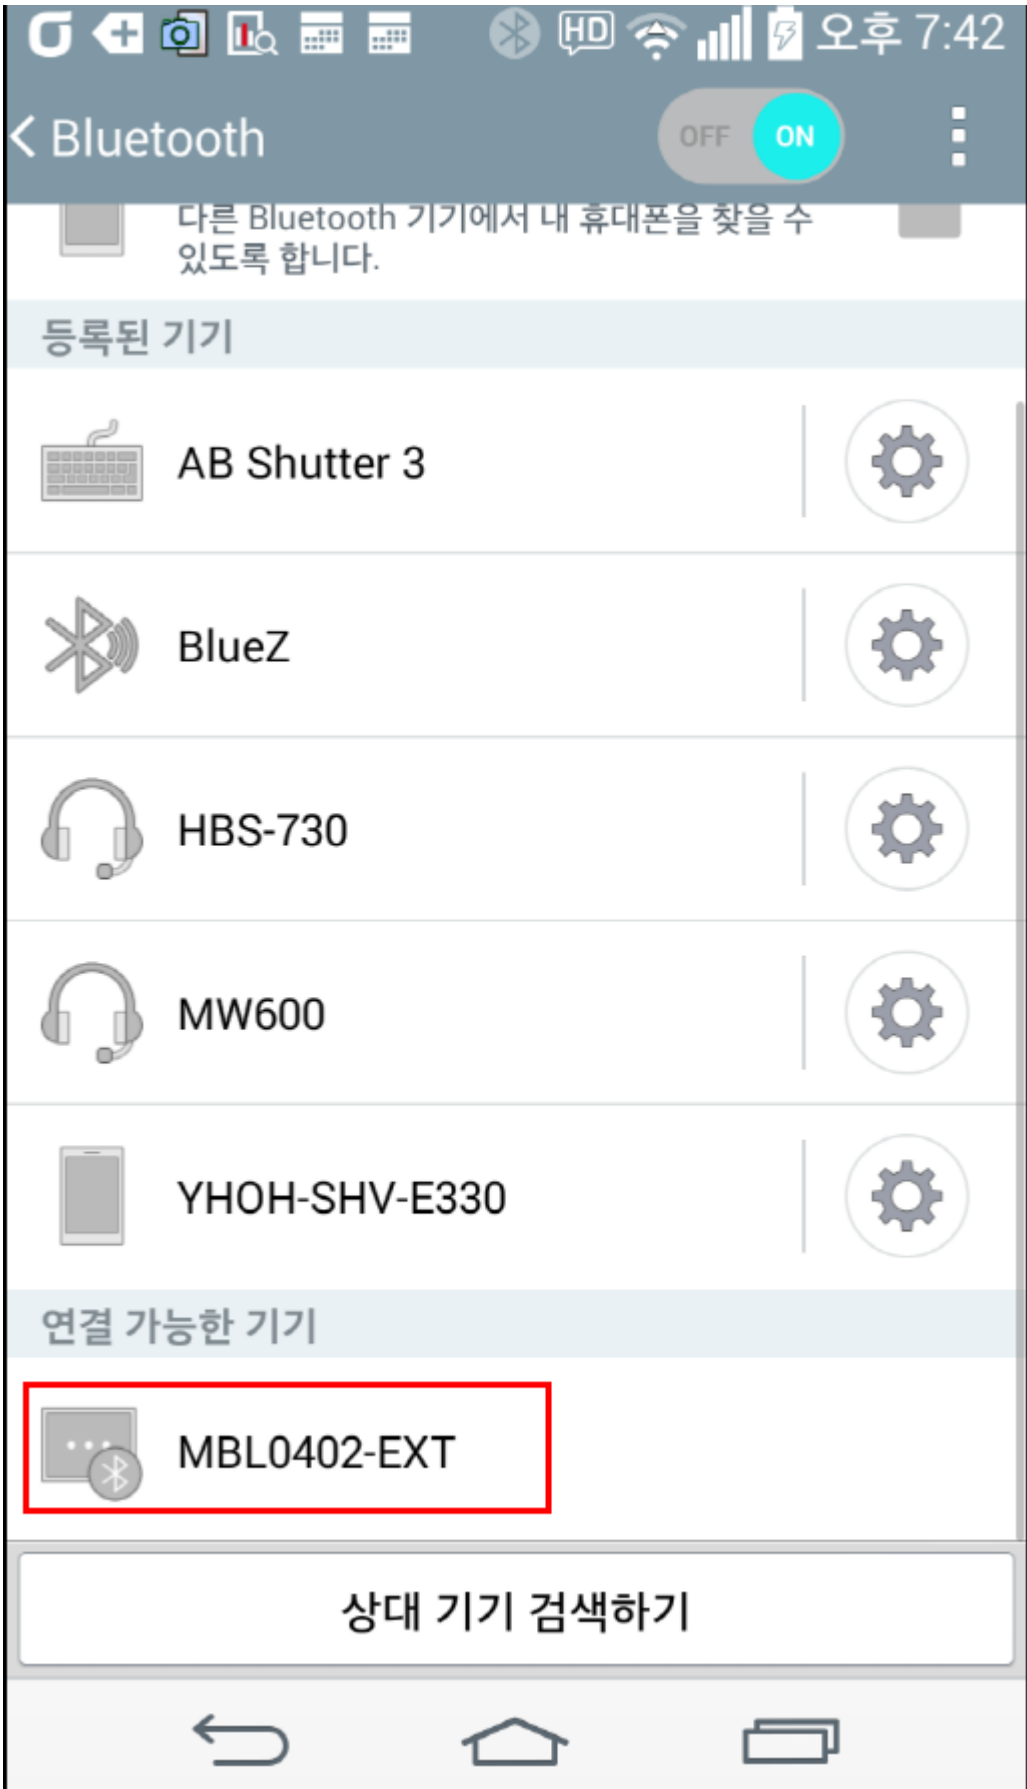 HD 오후 7:42
Bluetooth OFF ON
다른 Bluetooth 기기에서 내 휴대폰을 찾을 수
있도록 합니다.
등록된 기기
AB Shutter 3
BlueZ
HBS-730
MW600
YHOH-SHV-E330
연결 가능한 기기
MBL0402-EXT
상대 기기 검색하기